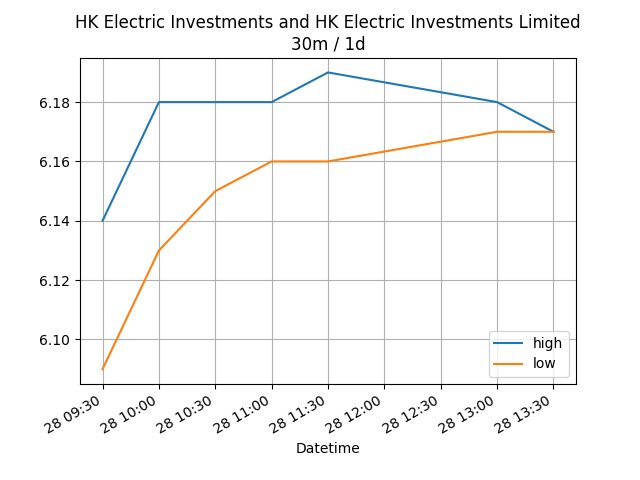 HK Electric Investments and HK Electric Investments Limited
30m / 1d
6.18
6.16
6.14
6.12
6.10
high
low
28 09:30
28 10:00
28 10:30
28 11:00
28 11:30
28 12:00
28 12:30
28 13:00
28 13:30
Datetime